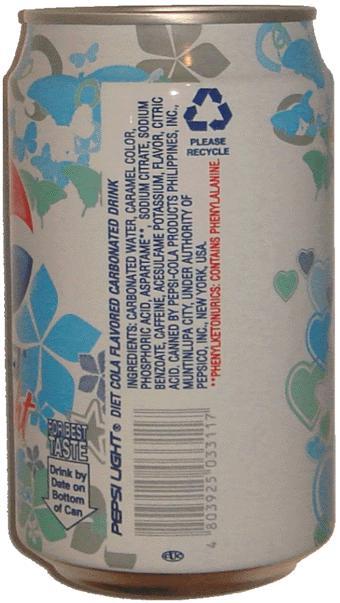 PLEASE
RECYCLE
PEPSI LIGHT® DIET COLA FLAVORED CARBONATED DRINK
INGREDIENTS: CARBONATED WATER, CARAMEL COLOR,
PHOSPHORIC ACID, ASPARTAME**, SODIUM CITRATE, SODIUM
BENZOATE, CAFFEINE, ACESULFAME POTASSIUM, FLAVOR, CITRIC
ACID. CANNED BY PEPSI-COLA PRODUCTS PHILIPPINES, INC.,
MUNTINLUPA CITY, UNDER AUTHORITY OF
PEPSICO, INC., NEW YORK, USA.
**PHENYLKETONURICS: CONTAINS PHENYLALANINE.
FOR BEST
TASTE
Drink by
Date on
Bottom
of Can
4 803925 033117